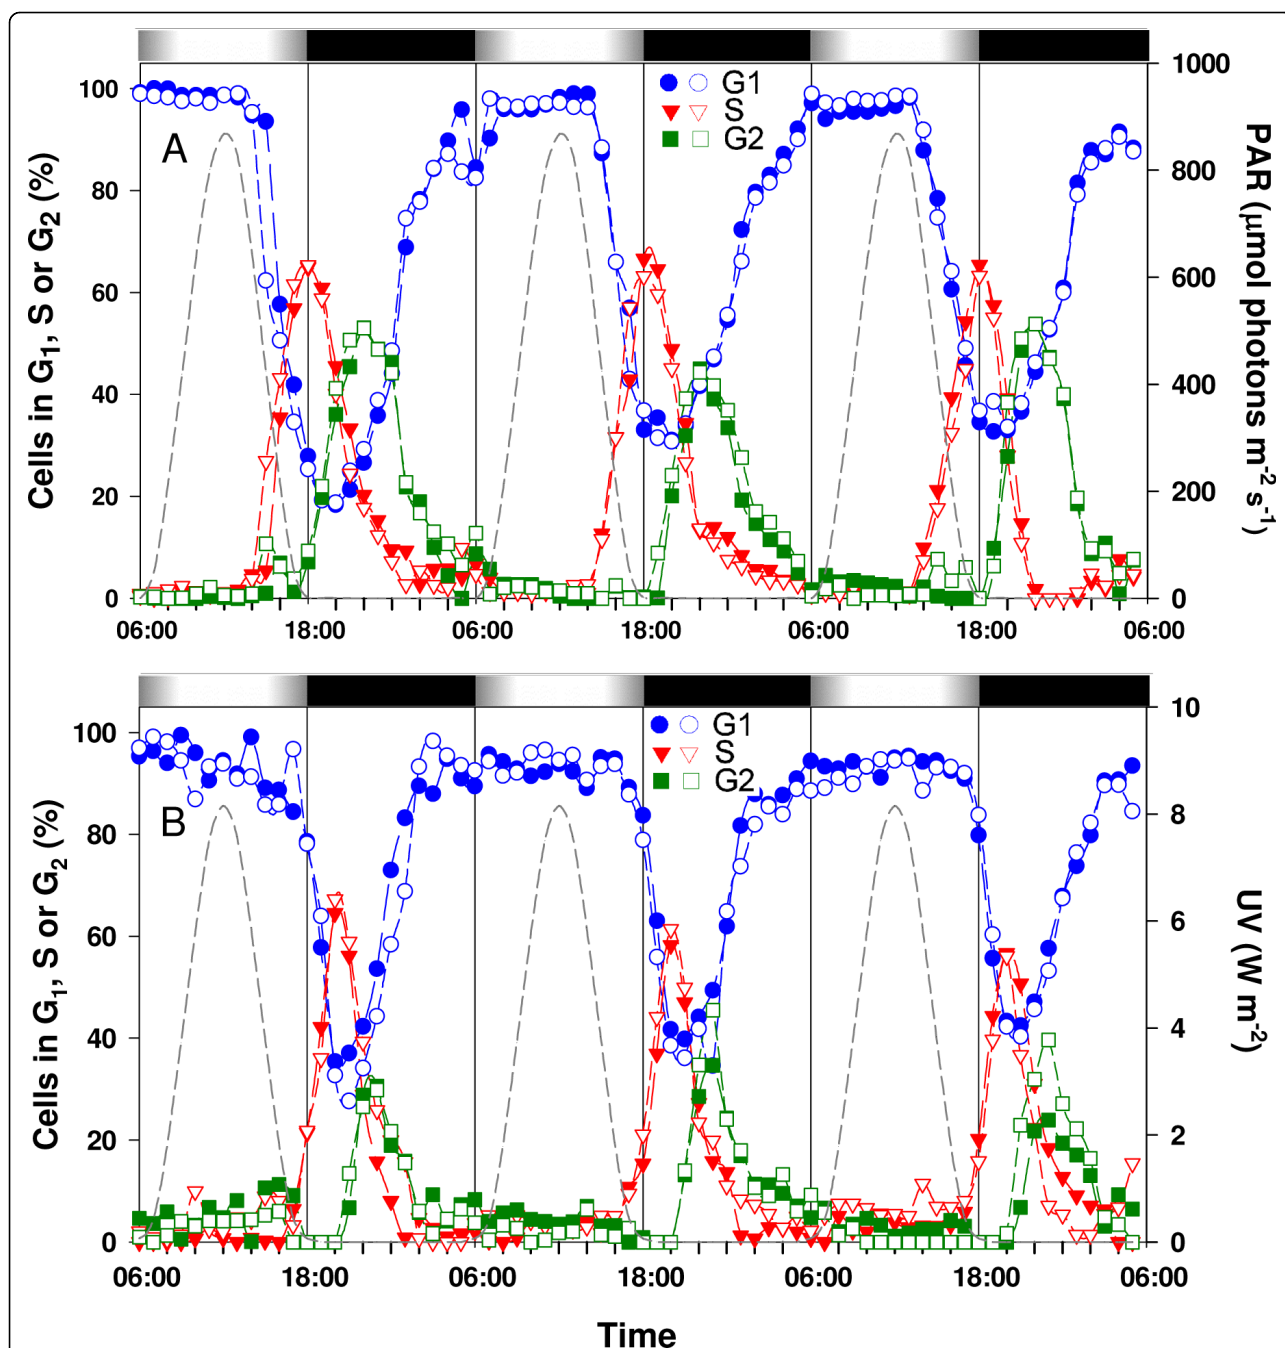 A
G1
S
G2
Cells in G1, S or G2 (%)
100
80
60
40
20
0
PAR (μmol photons m-2 s-1)
1000
800
600
400
200
0
06:00 18:00 06:00 18:00 06:00 18:00 06:00
B
G1
S
G2
Cells in G1, S or G2 (%)
100
80
60
40
20
0
UV (W m-2)
10
8
6
4
2
0
06:00 18:00 06:00 18:00 06:00 18:00 06:00
Time